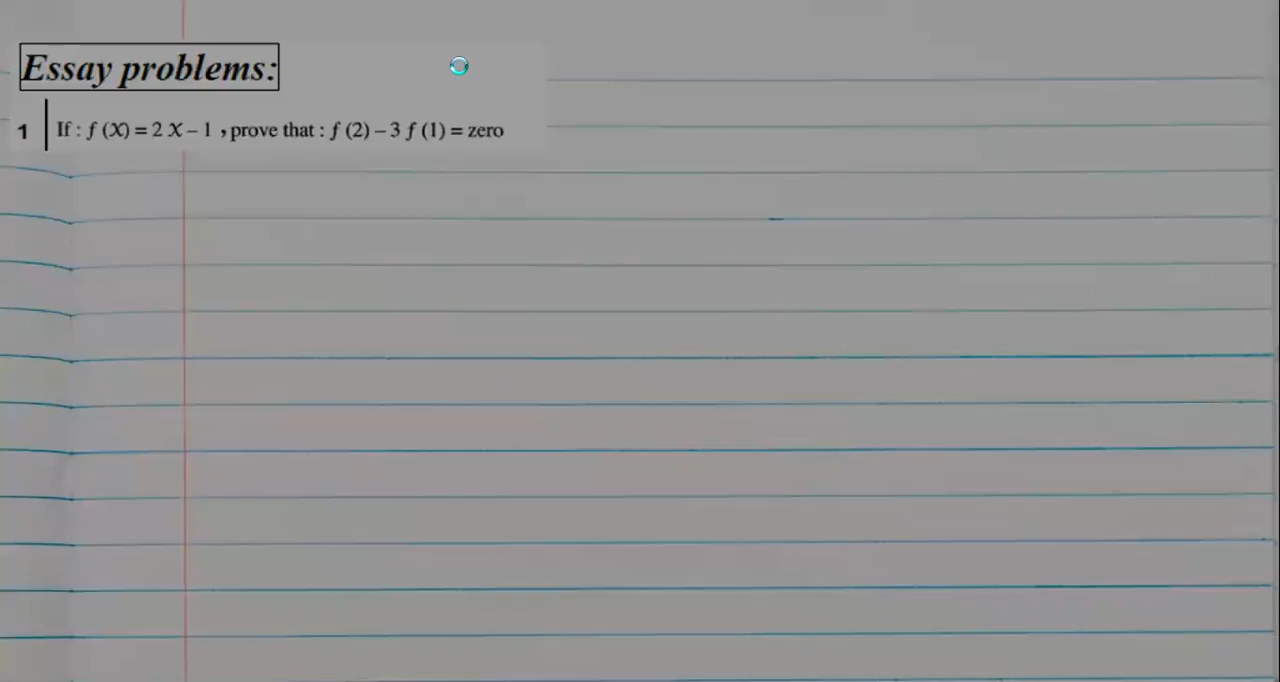 Essay problems:
1 If : f (X) = 2 X – 1 , prove that : f (2) – 3 f (1) = zero